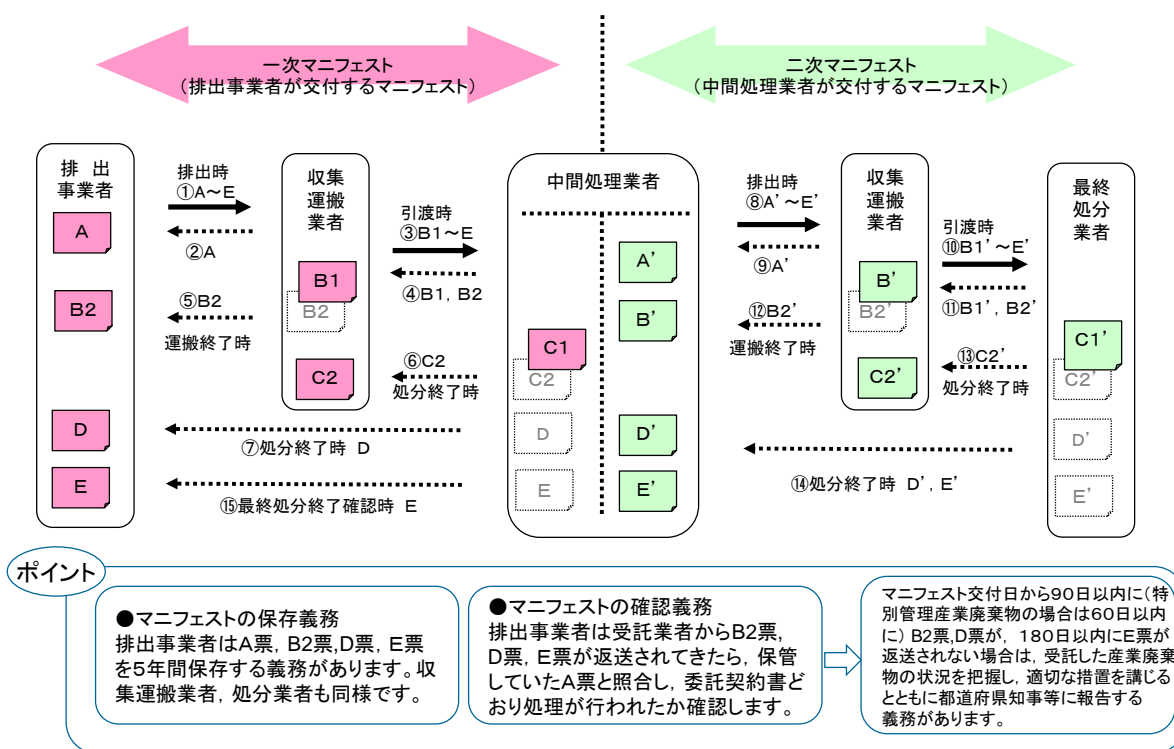 一次マニフェスト
（排出事業者が交付するマニフェスト）
二次マニフェスト
（中間処理業者が交付するマニフェスト）
排 出
事業者
A
B2
D
E
排出時
①A～E
②A
⑤B2
運搬終了時
収集
運搬
業者
B1
B2
C2
引渡時
③B1～E
④B1，B2
⑥C2
処分終了時
⑦処分終了時 D
⑮最終処分終了確認時 E
中間処理業者
C1
C2
D
E
A’
B’
D’
E’
排出時
⑧A’～E’
⑨A’
⑫B2’
運搬終了時
収集
運搬
業者
B’
B2’
C2’
引渡時
⑩B1’～E’
⑪B1’，B2’
⑬C2’
処分終了時
⑭処分終了時 D’，E’
最終
処分
業者
C1’
C2’
D’
E’
ポイント
●マニフェストの保存義務
排出事業者はA票，B2票,D票，E票
を5年間保存する義務があります。収
集運搬業者，処分業者も同様です。
●マニフェストの確認義務
排出事業者は受託業者からB2票，
D票，E票が返送されてきたら，保管
していたA票と照合し，委託契約書ど
おり処理が行われたか確認します。
マニフェスト交付日から90日以内に（特
別管理産業廃棄物の場合は60日以内
に）B2票,D票が，180日以内にE票が
返送されない場合は，受託した産業廃棄
物の状況を把握し，適切な措置を講じる
とともに都道府県知事等に報告する
義務があります。